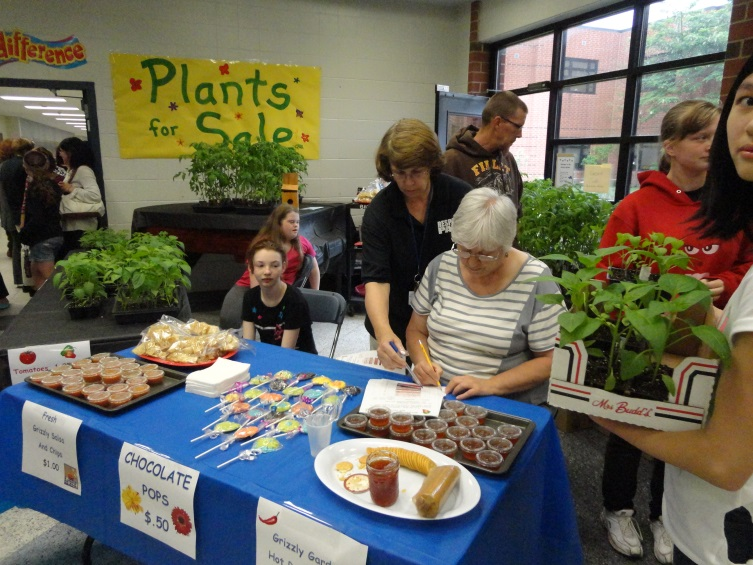 difference
Plants
for Sale
Tomatoes
Fresh
Grizzly Salsa
And Chips
$1.00
CHOCOLATE
POPS
$.50
Grizzly Gard
Hot
Mrs Budd's